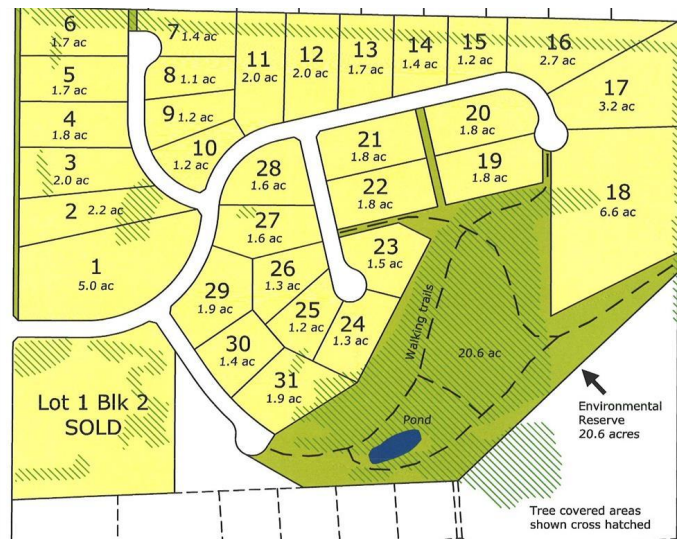 6
1.7 ac
7 1.4 ac
11
2.0 ac
12
2.0 ac
13
1.7 ac
14
1.4 ac
15
1.2 ac
16
2.7 ac
5
1.7 ac
8 1.1 ac
17
3.2 ac
4
1.8 ac
9 1.2 ac
20
1.8 ac
10
1.2 ac
21
1.8 ac
3
2.0 ac
28
1.6 ac
19
1.8 ac
22
1.8 ac
18
6.6 ac
2 2.2 ac
27
1.6 ac
23
1.5 ac
1
5.0 ac
26
1.3 ac
29
1.9 ac
25
1.2 ac
24
1.3 ac
30
1.4 ac
Walking trails
20.6 ac
31
1.9 ac
Lot 1 Blk 2
SOLD
Pond
Environmental
Reserve
20.6 acres
Tree covered areas
shown cross hatched